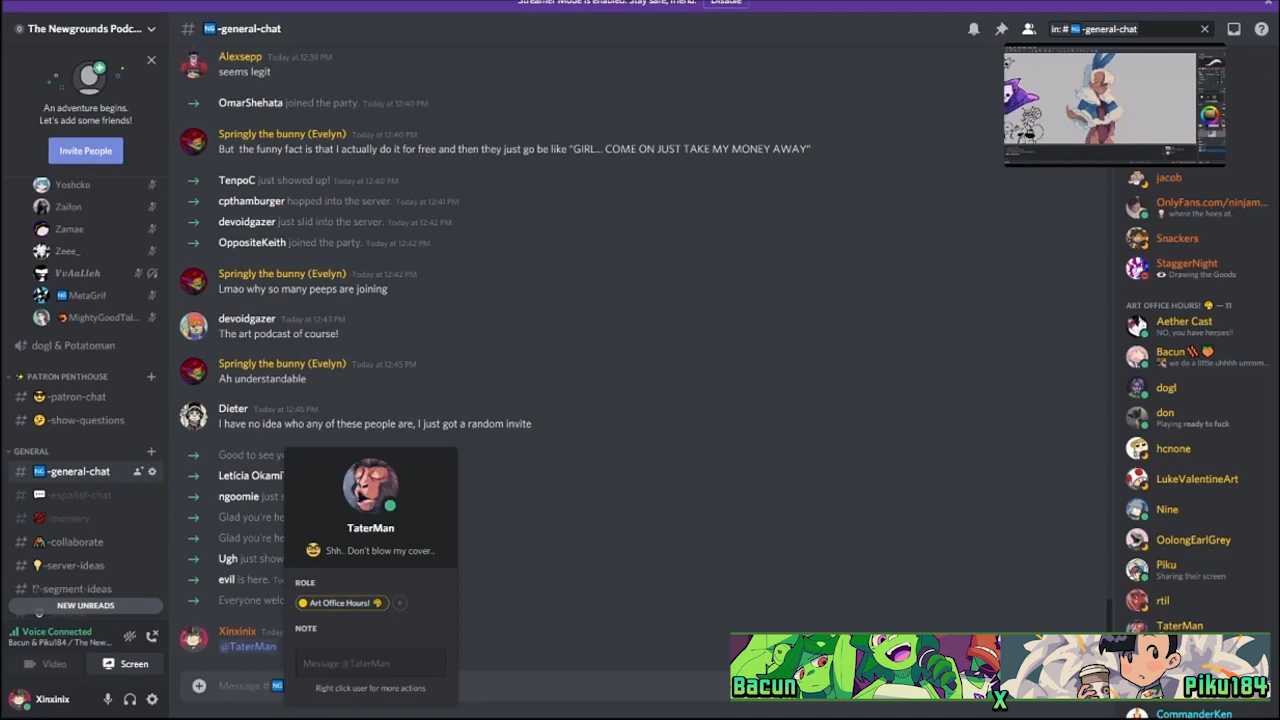 Streamer Mode is enabled. Stay safe, friend. Disable
The Newgrounds Podc...
-general-chat
in: # -general-chat
An adventure begins.
Let's add some friends!
Invite People
Yoshcko
Zaifon
Zamae
Zeee_
VvAaLleh
MetaGrif
MightyGoodTal...
dogl & Potatoman
PATRON PENTHOUSE
-patron-chat
-show-questions
GENERAL
-general-chat
-español-chat
-memery
-collaborate
-server-ideas
-segment-ideas
NEW UNREADS
Voice Connected
Bacun & Piku184 / The New...
Video
Screen
Xinxinix
Alexsepp Today at 12:39 PM
seems legit
OmarShehata joined the party. Today at 12:40 PM
Springly the bunny (Evelyn) Today at 12:40 PM
But the funny fact is that I actually do it for free and then they just go be like "GIRL... COME ON JUST TAKE MY MONEY AWAY"
TenpoC just showed up! Today at 12:40 PM
cpthamburger hopped into the server. Today at 12:41 PM
devoidgazer just slid into the server. Today at 12:42 PM
OppositeKeith joined the party. Today at 12:42 PM
Springly the bunny (Evelyn) Today at 12:42 PM
Lmao why so many peeps are joining
devoidgazer Today at 12:43 PM
The art podcast of course!
Springly the bunny (Evelyn) Today at 12:45 PM
Ah understandable
Dieter Today at 12:45 PM
I have no idea who any of these people are, I just got a random invite
Good to see yo
Letícia Okami
ngoomie just s
Glad you're he
Glad you're he
Ugh just show
evil is here. To
Everyone welc
Xinxinix Today
@TaterMan
Message #
TaterMan
Shh.. Don't blow my cover..
ROLE
Art Office Hours!
NOTE
Message @TaterMan
Right click user for more actions
jacob
OnlyFans.com/ninjam...
where the hoes at.
Snackers
StaggerNight
Drawing the Goods
ART OFFICE HOURS! — 11
Aether Cast
NO, you have herpes!!
Bacun
we do a little uhhhh ummm...
dogl
don
Playing ready to fuck
hcnone
LukeValentineArt
Nine
OolongEarlGrey
Piku
Sharing their screen
rtil
TaterMan
Bacun
X
Piku184
CommanderKen